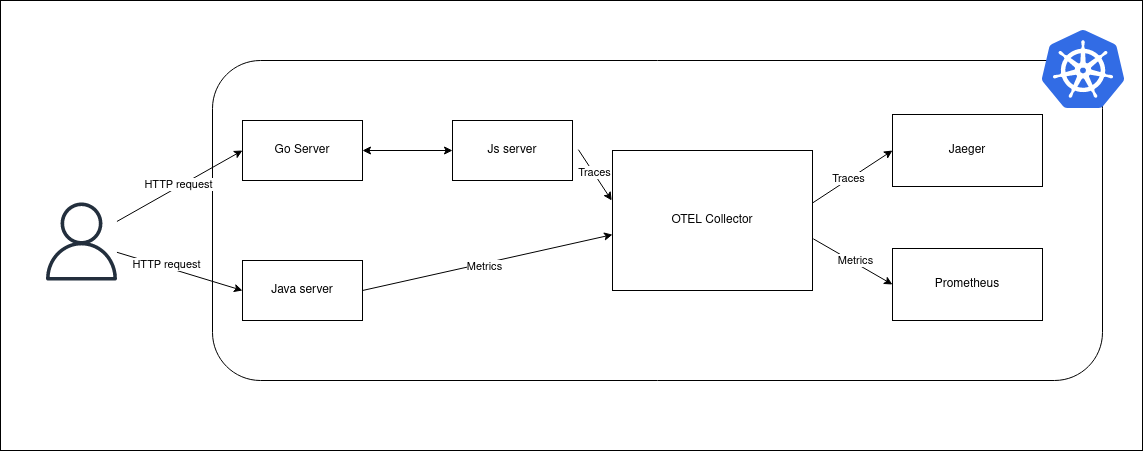 Go Server
Js server
Jaeger
Traces
Traces
HTTP request
OTEL Collector
HTTP request
Metrics
Metrics
Java server
Prometheus